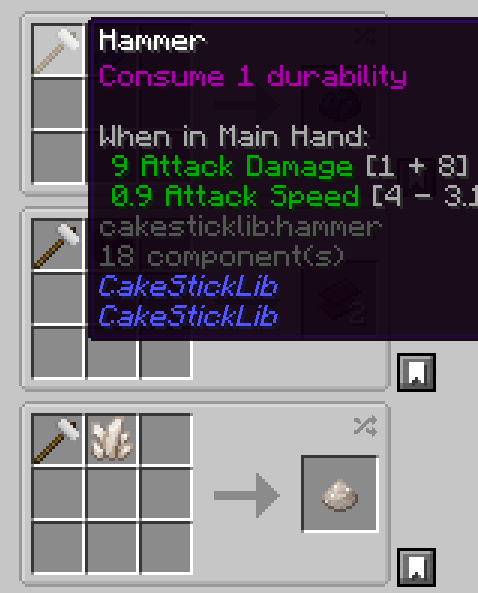 Hammer
Consume 1 durability
When in Main Hand:
9 Attack Damage [1 + 8]
0.9 Attack Speed [4 - 3.1
cakesticklib:hammer
18 component(s)
CakeStickLib
CakeStickLib
2